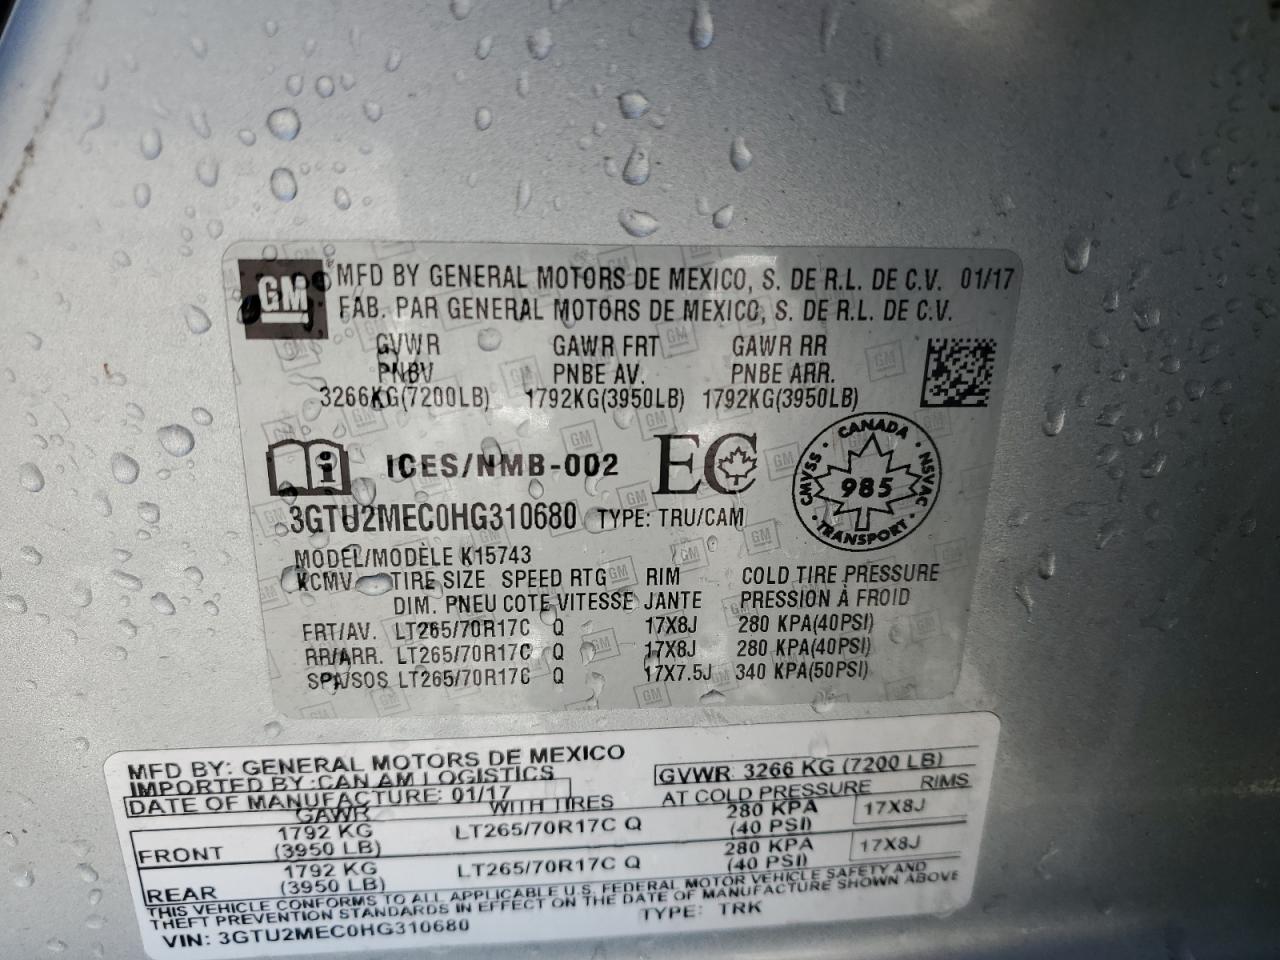 GM
MFD BY GENERAL MOTORS DE MEXICO, S. DE R.L. DE C.V. 01/17
FAB. PAR GENERAL MOTORS DE MEXICO, S. DE R.L. DE C.V.
GVWR GAWR FRT GAWR RR
PNBV PNBE AV. PNBE ARR.
3266KG(7200LB) 1792KG(3950LB) 1792KG(3950LB)
i ICES/NMB-002 EC
CANADA
CMVSS 985 NSVAC
TRANSPORT
3GTU2MEC0HG310680 TYPE: TRU/CAM
MODEL/MODÈLE K15743
KCMV TIRE SIZE SPEED RTG RIM COLD TIRE PRESSURE
DIM. PNEU COTE VITESSE JANTE PRESSION À FROID
FRT/AV. LT265/70R17C Q 17X8J 280 KPA(40PSI)
RR/ARR. LT265/70R17C Q 17X8J 280 KPA(40PSI)
SPA/SOS LT265/70R17C Q 17X7.5J 340 KPA(50PSI)
MFD BY: GENERAL MOTORS DE MEXICO
IMPORTED BY: CAN AM LOGISTICS GVWR 3266 KG (7200 LB)
DATE OF MANUFACTURE: 01/17
GAWR WITH TIRES AT COLD PRESSURE RIMS
1792 KG LT265/70R17C Q 280 KPA 17X8J
FRONT (3950 LB) (40 PSI)
1792 KG LT265/70R17C Q 280 KPA 17X8J
REAR (3950 LB) (40 PSI)
THIS VEHICLE CONFORMS TO ALL APPLICABLE U.S. FEDERAL MOTOR VEHICLE SAFETY AND
THEFT PREVENTION STANDARDS IN EFFECT ON THE DATE OF MANUFACTURE SHOWN ABOVE
VIN: 3GTU2MEC0HG310680 TYPE: TRK